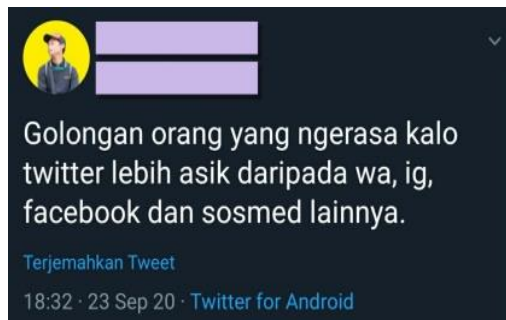 Golongan orang yang ngerasa kalo
twitter lebih asik daripada wa, ig,
facebook dan sosmed lainnya.
Terjemahkan Tweet
18:32 · 23 Sep 20 · Twitter for Android